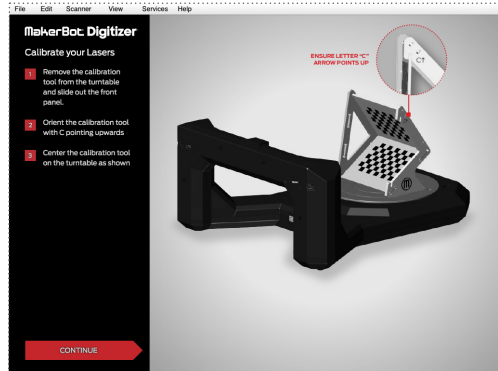 File Edit Scanner View Services Help
MakerBot Digitizer
Calibrate your Lasers
1 Remove the calibration
tool from the turntable
and slide out the front
panel.
2 Orient the calibration tool
with C pointing upwards
3 Center the calibration tool
on the turntable as shown
CONTINUE
ENSURE LETTER “C”
ARROW POINTS UP
C↑